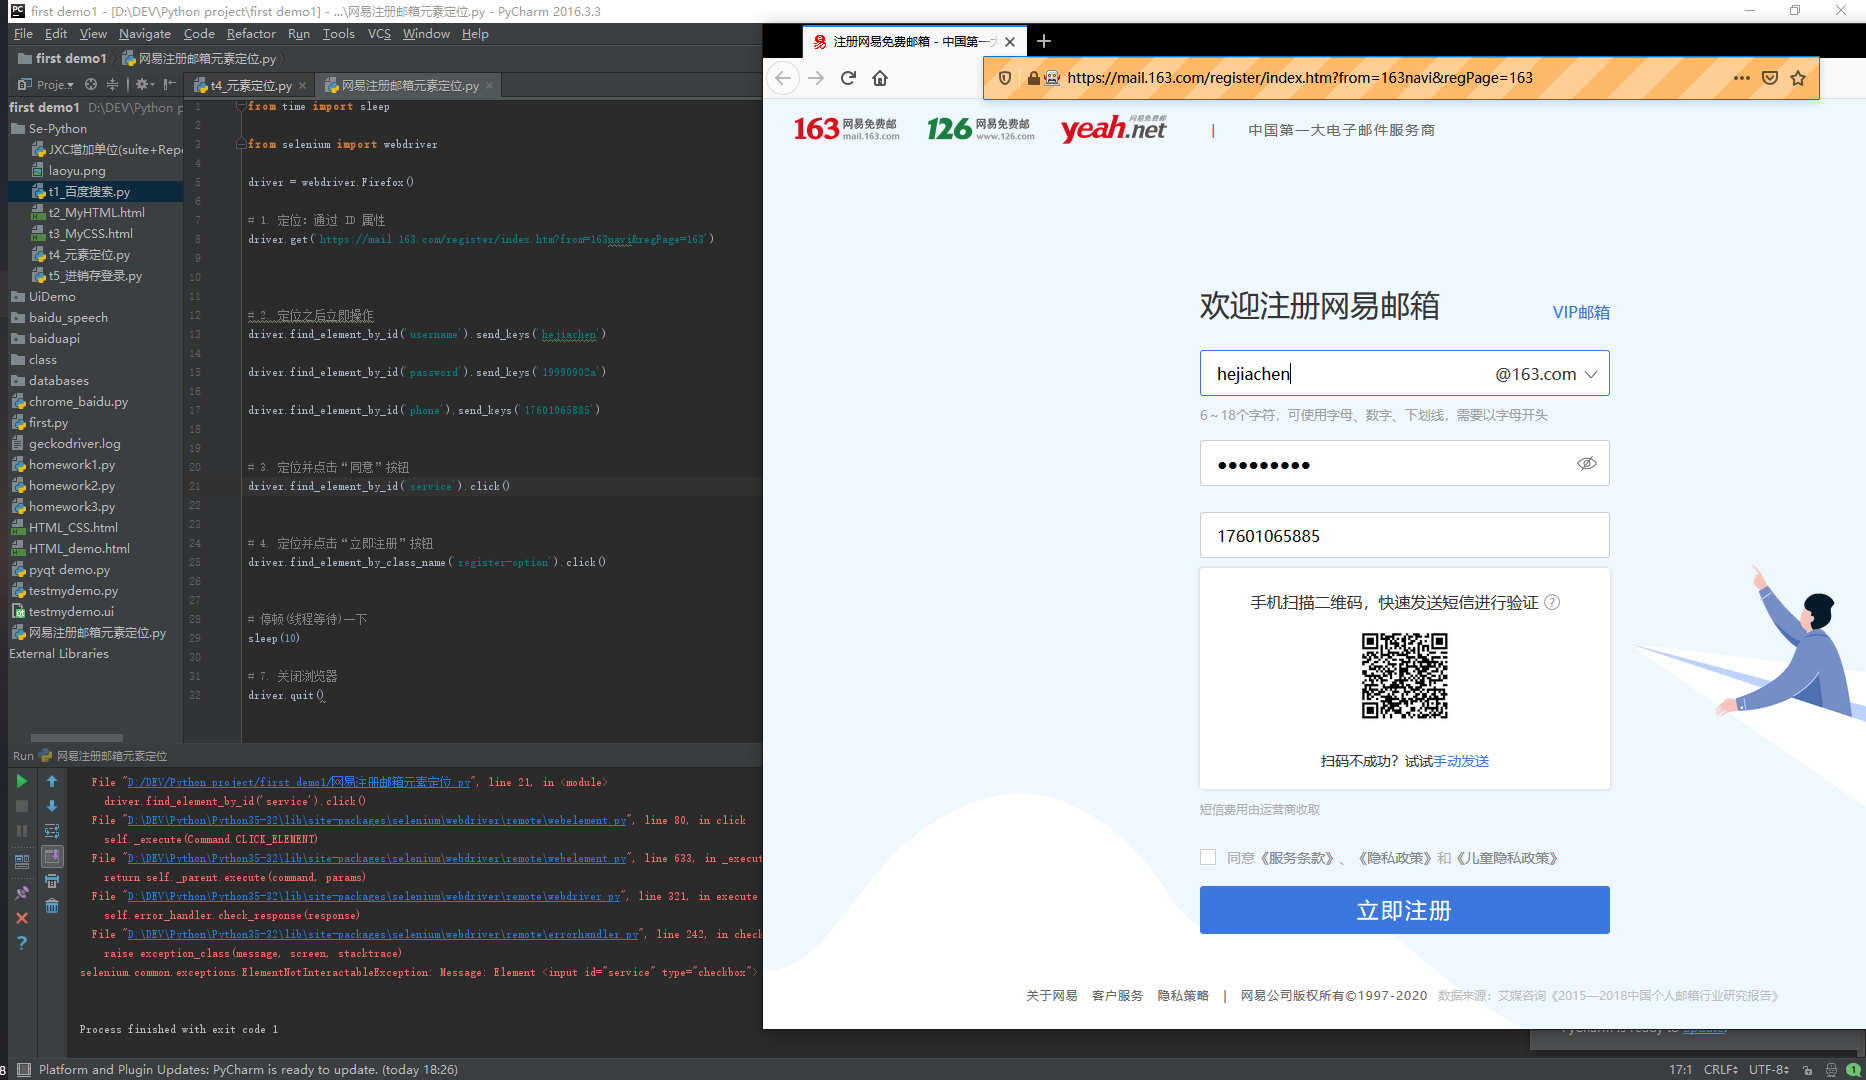 first demo1 - [D:\DEV\Python project\first demo1] - ...\网易注册邮箱元素定位.py - PyCharm 2016.3.3
File Edit View Navigate Code Refactor Run Tools VCS Window Help
first demo1 网易注册邮箱元素定位.py
Proje.
t4_元素定位.py
网易注册邮箱元素定位.py
first demo1 D:\DEV\Python p
Se-Python
JXC增加单位(suite+Repo
laoyu.png
t1_百度搜索.py
t2_MyHTML.html
t3_MyCSS.html
t4_元素定位.py
t5_进销存登录.py
UiDemo
baidu_speech
baiduapi
class
databases
chrome_baidu.py
first.py
geckodriver.log
homework1.py
homework2.py
homework3.py
HTML_CSS.html
HTML_demo.html
pyqt demo.py
testmydemo.py
testmydemo.ui
网易注册邮箱元素定位.py
External Libraries
1 from time import sleep
2
3 from selenium import webdriver
4
5 driver = webdriver.Firefox()
6
7 # 1. 定位：通过 ID 属性
8 driver.get('https://mail.163.com/register/index.htm?from=163navi&regPage=163')
9
10
11
12 # 2. 定位之后立即操作
13 driver.find_element_by_id('username').send_keys('hejiachen')
14
15 driver.find_element_by_id('password').send_keys('19990902a')
16
17 driver.find_element_by_id('phone').send_keys('17601065885')
18
19
20 # 3. 定位并点击“同意”按钮
21 driver.find_element_by_id('service').click()
22
23
24 # 4. 定位并点击“立即注册”按钮
25 driver.find_element_by_class_name('register-option').click()
26
27
28 # 停顿(线程等待)一下
29 sleep(10)
30
31 # 7. 关闭浏览器
32 driver.quit()
Run 网易注册邮箱元素定位
File "D:/DEV/Python project/first demo1/网易注册邮箱元素定位.py", line 21, in <module>
driver.find_element_by_id('service').click()
File "D:\DEV\Python\Python35-32\lib\site-packages\selenium\webdriver\remote\webelement.py", line 80, in click
self._execute(Command.CLICK_ELEMENT)
File "D:\DEV\Python\Python35-32\lib\site-packages\selenium\webdriver\remote\webelement.py", line 633, in _execut
return self._parent.execute(command, params)
File "D:\DEV\Python\Python35-32\lib\site-packages\selenium\webdriver\remote\webdriver.py", line 321, in execute
self.error_handler.check_response(response)
File "D:\DEV\Python\Python35-32\lib\site-packages\selenium\webdriver\remote\errorhandler.py", line 242, in check
raise exception_class(message, screen, stacktrace)
selenium.common.exceptions.ElementNotInteractableException: Message: Element <input id="service" type="checkbox">
Process finished with exit code 1
Platform and Plugin Updates: PyCharm is ready to update. (today 18:26)
17:1 CRLF UTF-8 1
注册网易免费邮箱 - 中国第一大
https://mail.163.com/register/index.htm?from=163navi&regPage=163
163 网易免费邮 mail.163.com 126 网易免费邮 www.126.com yeah.net 网易免费邮 | 中国第一大电子邮件服务商
欢迎注册网易邮箱 VIP邮箱
hejiachen @163.com
6～18个字符，可使用字母、数字、下划线，需要以字母开头
●●●●●●●●●
17601065885
手机扫描二维码，快速发送短信进行验证 ?
扫码不成功？试试手动发送
短信费用由运营商收取
同意《服务条款》、《隐私政策》和《儿童隐私政策》
立即注册
关于网易 客户服务 隐私策略 | 网易公司版权所有©1997-2020 数据来源：艾媒咨询《2015—2018中国个人邮箱行业研究报告》
PyCharm is ready to update.